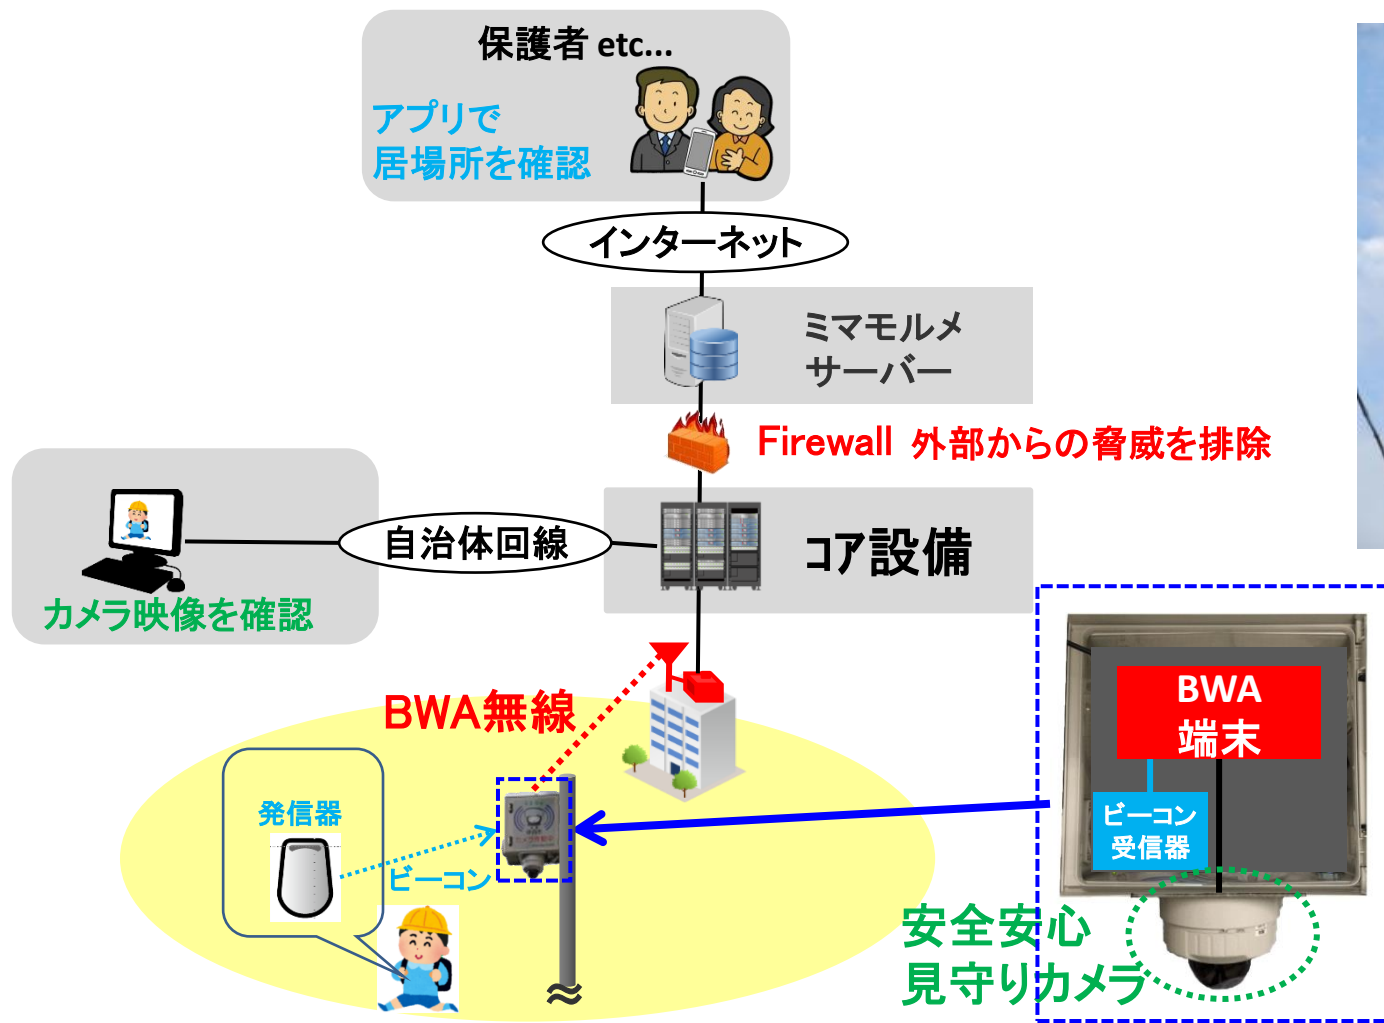 保護者 etc...
アプリで
居場所を確認
インターネット
ミマモルメ
サーバー
Firewall 外部からの脅威を排除
自治体回線
コア設備
カメラ映像を確認
BWA無線
BWA
端末
発信器
ビーコン
受信器
ビーコン
安全安心
見守りカメラ